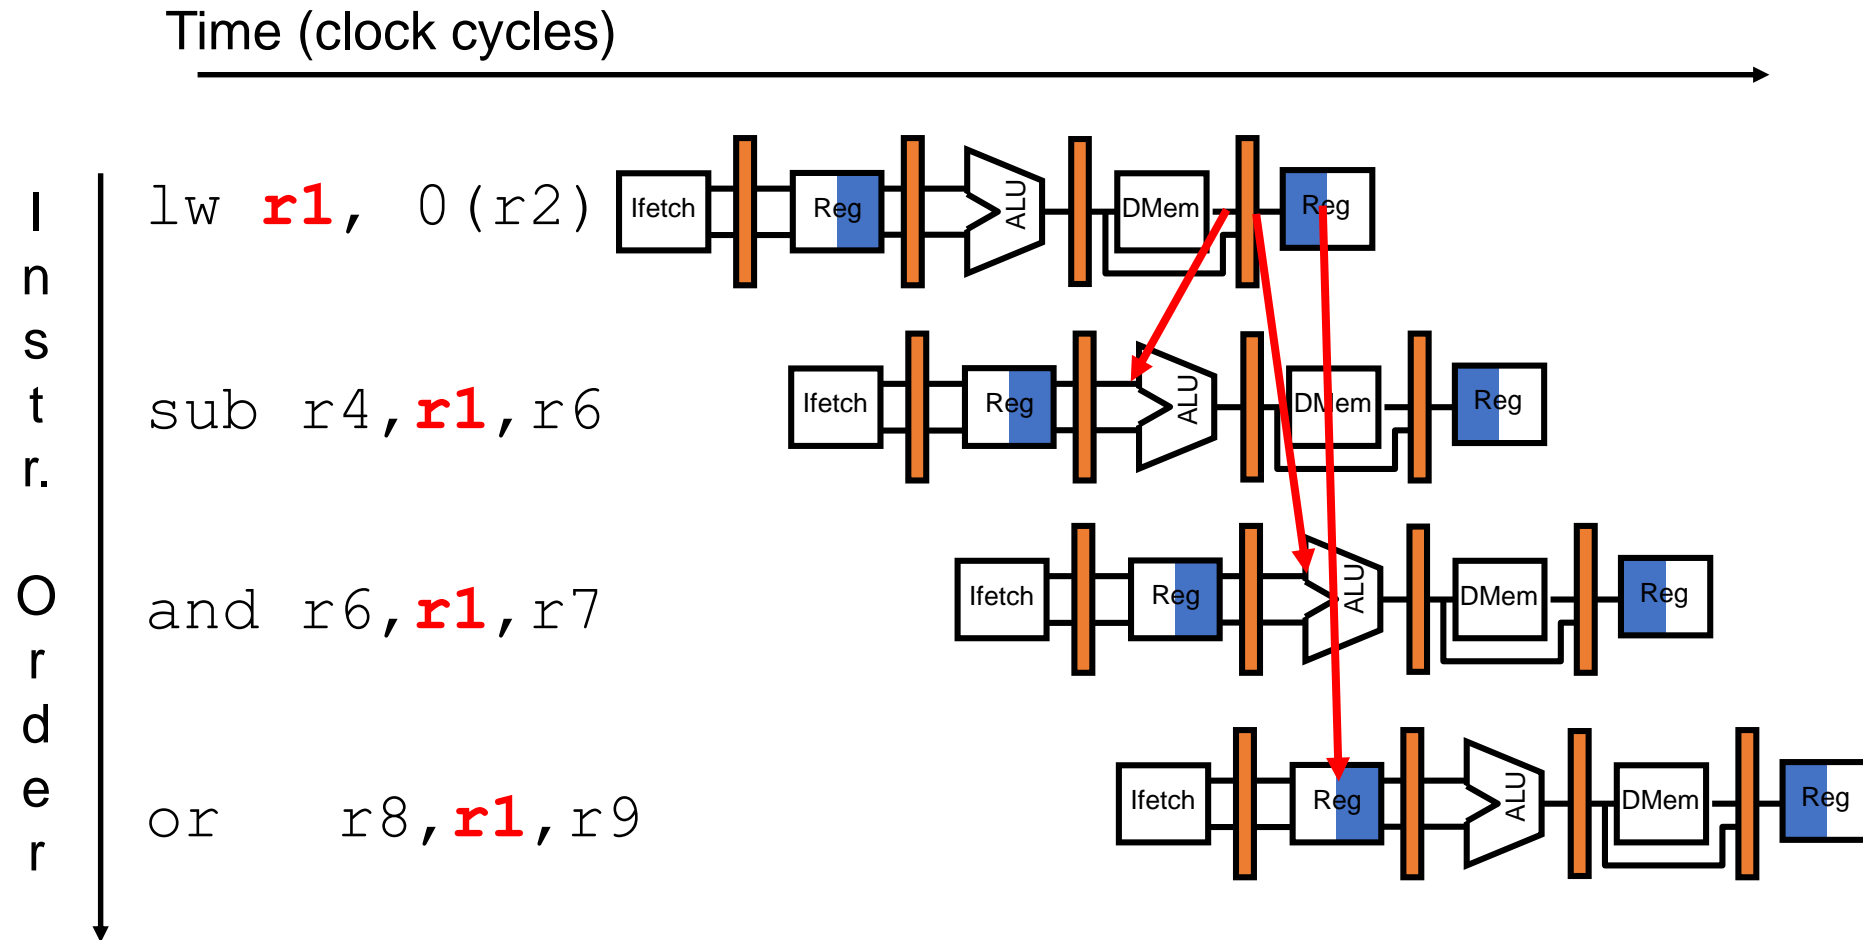 Time (clock cycles)
Instr. Order
lw r1, 0(r2)
Ifetch Reg ALU DMem Reg
sub r4,r1,r6
Ifetch Reg ALU DMem Reg
and r6,r1,r7
Ifetch Reg ALU DMem Reg
or r8,r1,r9
Ifetch Reg ALU DMem Reg